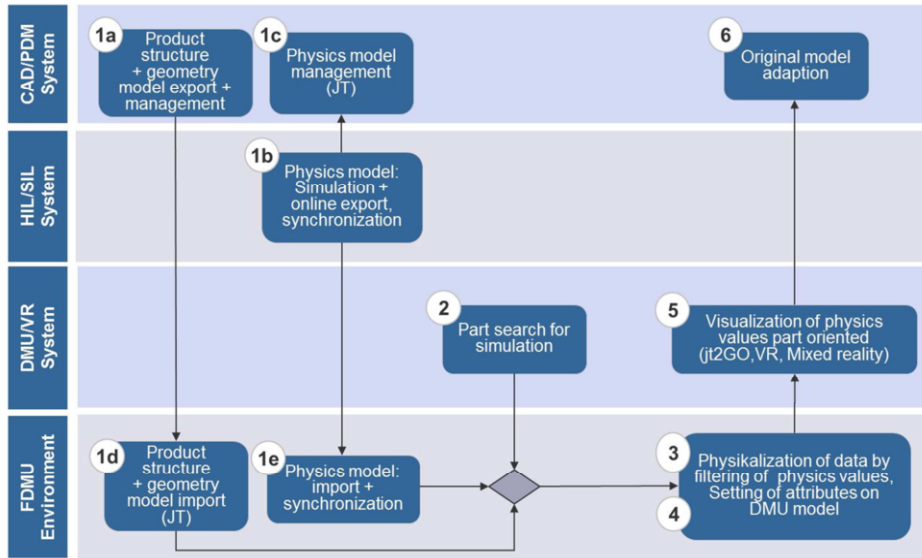 CAD/PDM
System
1a
Product
structure
+ geometry
model export +
management
1c
Physics model
management
(JT)
6
Original model
adaption
HIL/SIL
System
1b
Physics model:
Simulation +
online export,
synchronization
DMU/VR
System
2
Part search for
simulation
5
Visualization of physics
values part oriented
(jt2GO,VR, Mixed reality)
FDMU
Environment
1d
Product
structure
+ geometry
model import
(JT)
1e
Physics model:
import +
synchronization
3
4
Physikalization of data by
filtering of physics values,
Setting of attributes on
DMU model